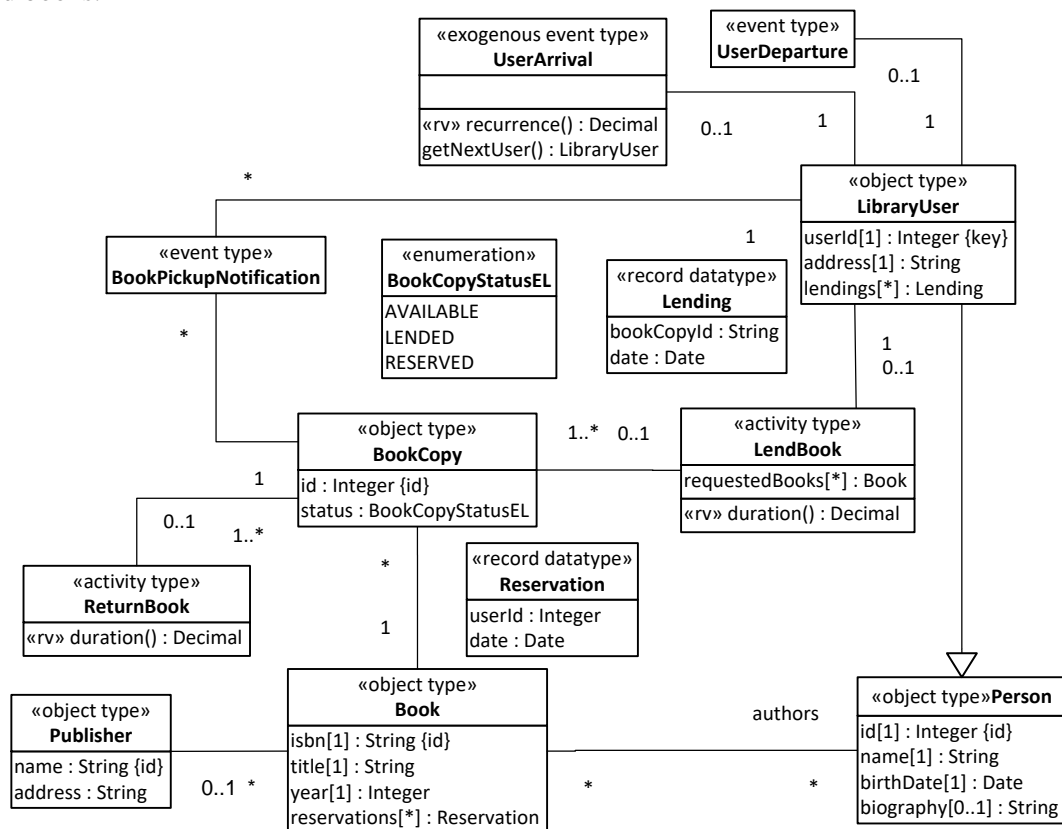 «exogenous event type»
UserArrival
«rv» recurrence() : Decimal
getNextUser() : LibraryUser
«event type»
UserDeparture
0..1
0..1
1
1
*
«object type»
LibraryUser
userId[1] : Integer {key}
address[1] : String
lendings[*] : Lending
«event type»
BookPickupNotification
*
«enumeration»
BookCopyStatusEL
AVAILABLE
LENDED
RESERVED
1
«record datatype»
Lending
bookCopyId : String
date : Date
1
0..1
«object type»
BookCopy
id : Integer {id}
status : BookCopyStatusEL
1..*
0..1
«activity type»
LendBook
requestedBooks[*] : Book
«rv» duration() : Decimal
1
0..1
1..*
«activity type»
ReturnBook
«rv» duration() : Decimal
*
1
«record datatype»
Reservation
userId : Integer
date : Date
«object type»
Publisher
name : String {id}
address : String
0..1
*
«object type»
Book
isbn[1] : String {id}
title[1] : String
year[1] : Integer
reservations[*] : Reservation
authors
*
*
«object type»Person
id[1] : Integer {id}
name[1] : String
birthDate[1] : Date
biography[0..1] : String